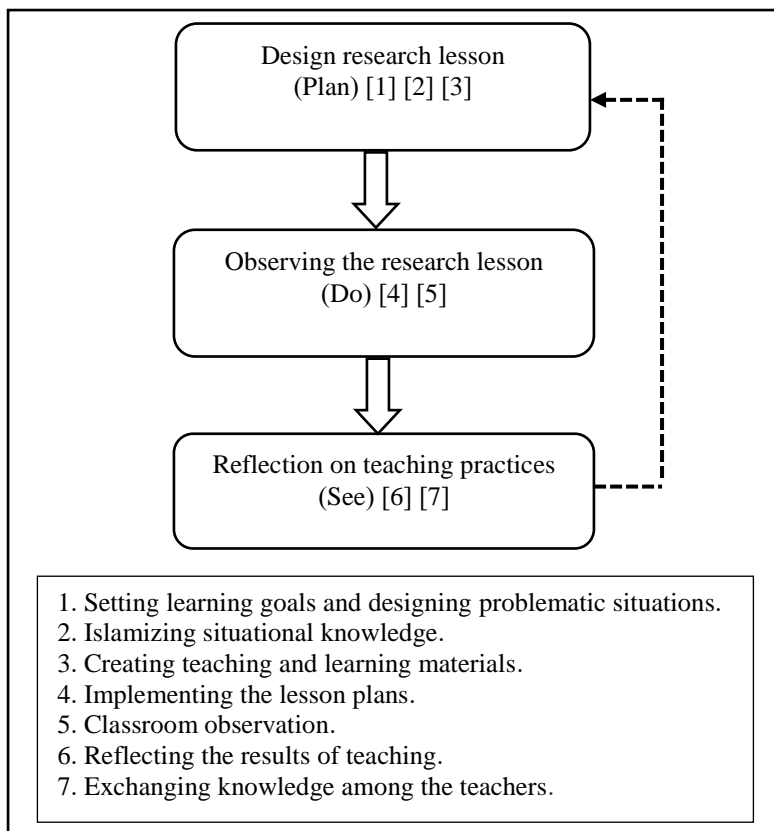 Design research lesson
(Plan) [1] [2] [3]
Observing the research lesson
(Do) [4] [5]
Reflection on teaching practices
(See) [6] [7]
1. Setting learning goals and designing problematic situations.
2. Islamizing situational knowledge.
3. Creating teaching and learning materials.
4. Implementing the lesson plans.
5. Classroom observation.
6. Reflecting the results of teaching.
7. Exchanging knowledge among the teachers.